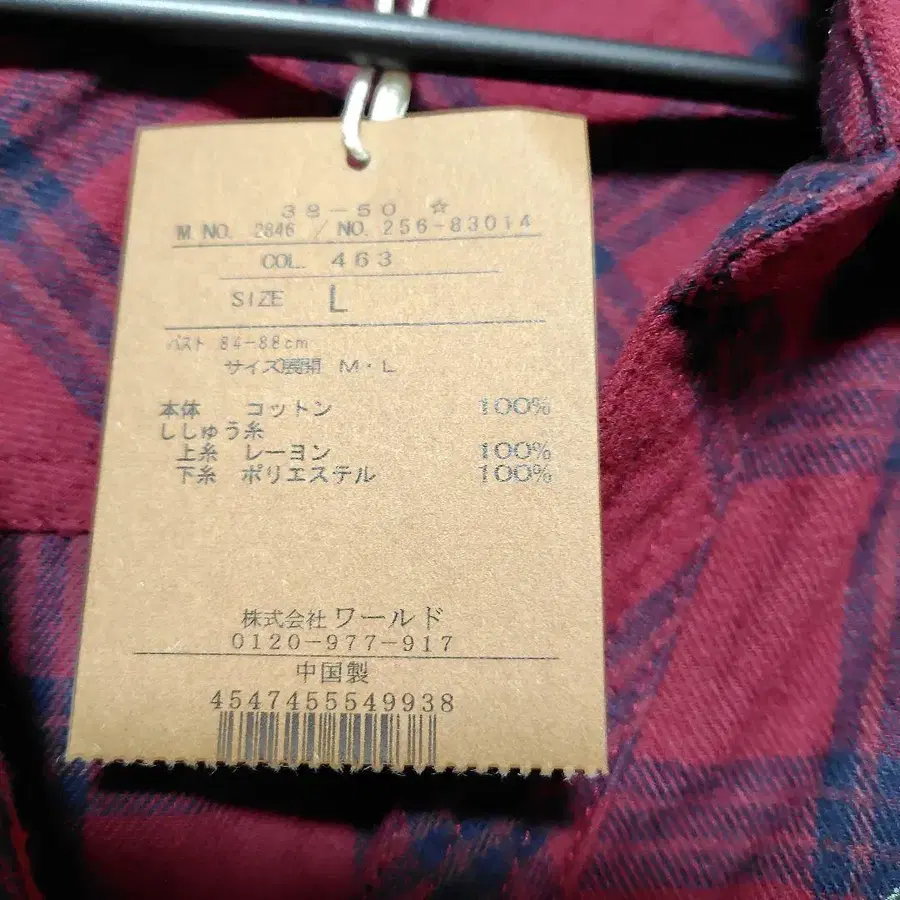 38-50 ☆
M.NO. 2846 / NO. 256-83014
COL. 463
SIZE L
バスト 84-88cm
サイズ展開 M・L
本体 コットン 100%
ししゅう糸
上糸 レーヨン 100%
下糸 ポリエステル 100%
株式会社 ワールド
0120-977-917
中国製
4547455549938